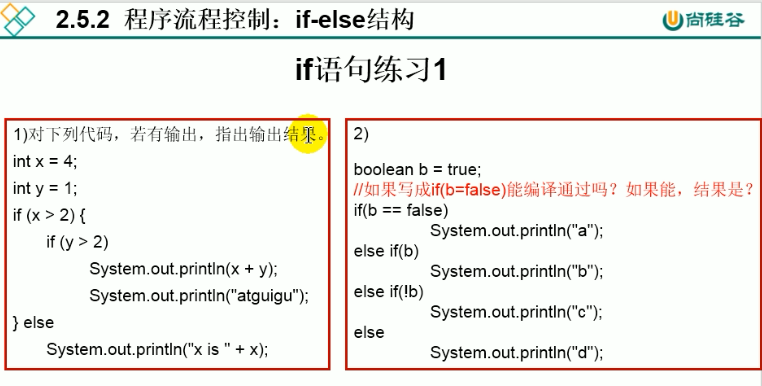 2.5.2 程序流程控制：if-else结构
尚硅谷
if语句练习1
1)对下列代码，若有输出，指出输出结果。
int x = 4;
int y = 1;
if (x > 2) {
if (y > 2)
System.out.println(x + y);
System.out.println("atguigu");
} else
System.out.println("x is " + x);
2)
boolean b = true;
//如果写成if(b=false)能编译通过吗？如果能，结果是？
if(b == false)
System.out.println("a");
else if(b)
System.out.println("b");
else if(!b)
System.out.println("c");
else
System.out.println("d");